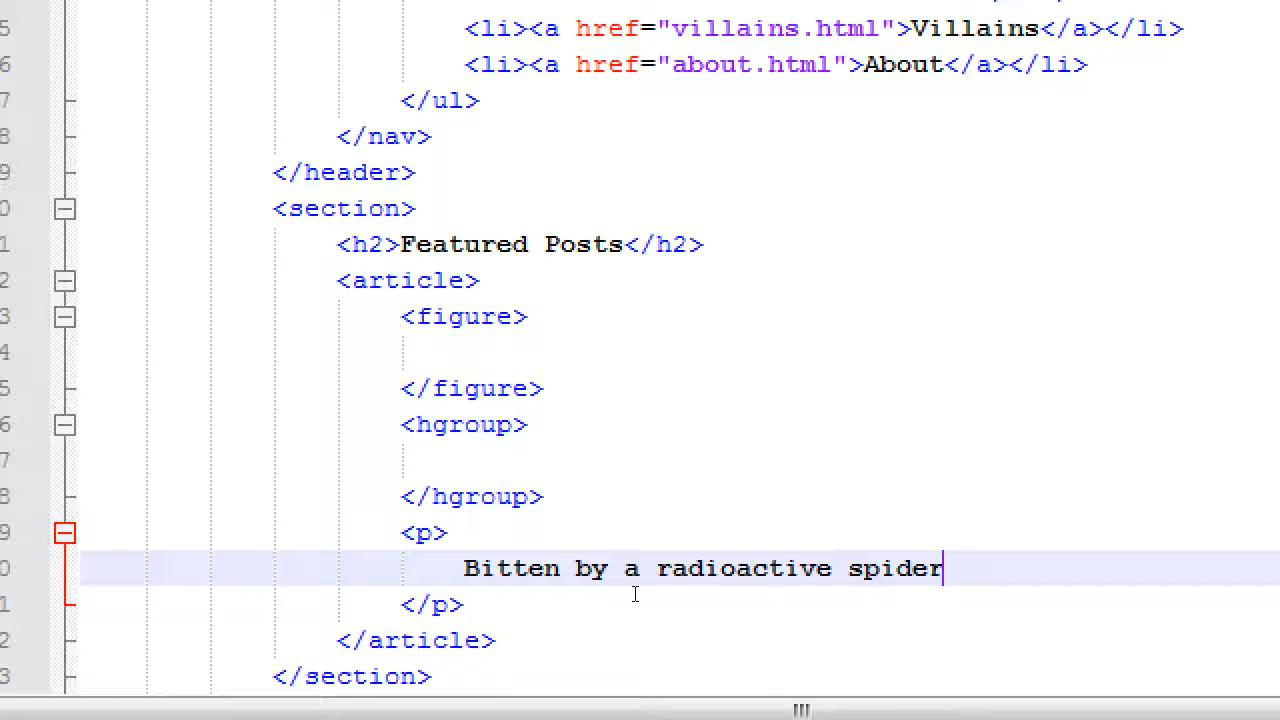 5 <li><a href="villains.html">Villains</a></li>
6 <li><a href="about.html">About</a></li>
7 </ul>
8 </nav>
9 </header>
0 <section>
1 <h2>Featured Posts</h2>
2 <article>
3 <figure>
4
5 </figure>
6 <hgroup>
7
8 </hgroup>
9 <p>
0 Bitten by a radioactive spider
1 </p>
2 </article>
3 </section>